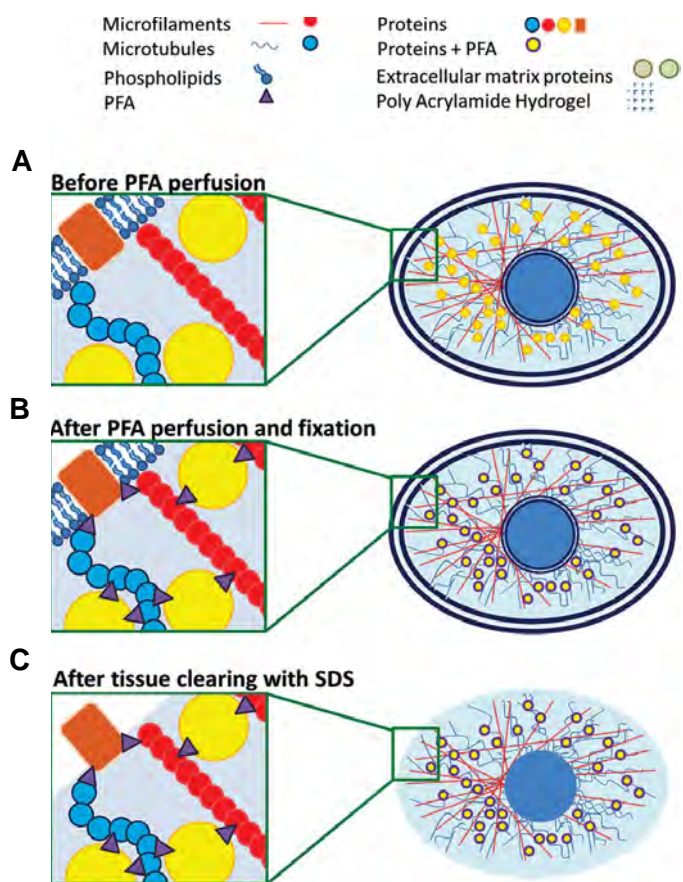 Microfilaments
Proteins
Microtubules
Proteins + PFA
Phospholipids
Extracellular matrix proteins
PFA
Poly Acrylamide Hydrogel
A
Before PFA perfusion
B
After PFA perfusion and fixation
C
After tissue clearing with SDS